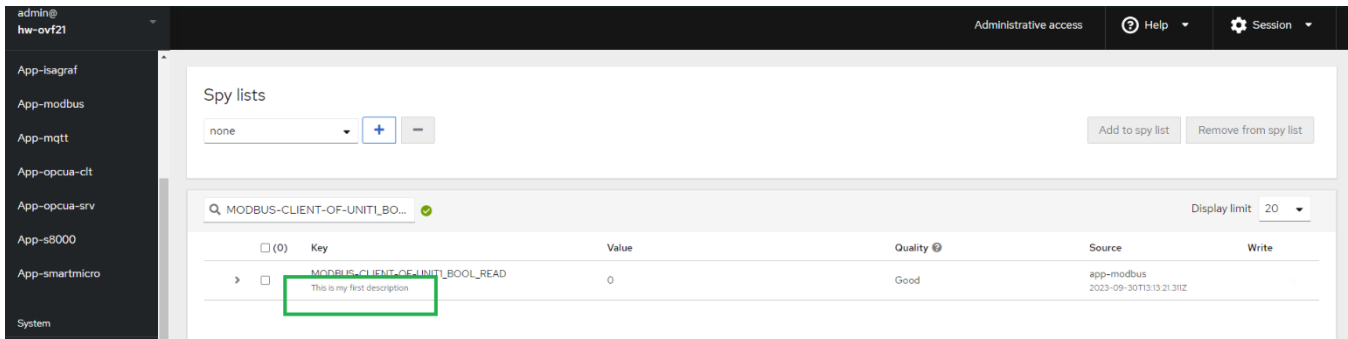 admin@
hw-ovf21
Administrative access
Help
Session
App-isagraf
App-modbus
App-mqtt
App-opcua-clt
App-opcua-srv
App-s8000
App-smartmicro
System
Spy lists
none
+
−
Add to spy list
Remove from spy list
MODBUS-CLIENT-OF-UNIT1_BO...
Display limit 20
(0) Key Value Quality Source Write
MODBUS-CLIENT-OF-UNIT1_BOOL_READ 0 Good app-modbus
This is my first description 2023-09-30T13:13:21.311Z